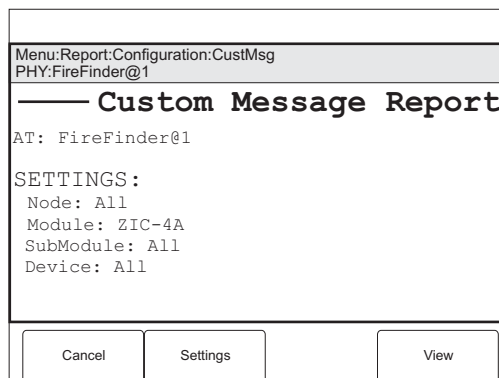 Menu:Report:Configuration:CustMsg
PHY:FireFinder@1
Custom Message Report
AT: FireFinder@1
SETTINGS:
Node: All
Module: ZIC-4A
SubModule: All
Device: All
Cancel
Settings
View